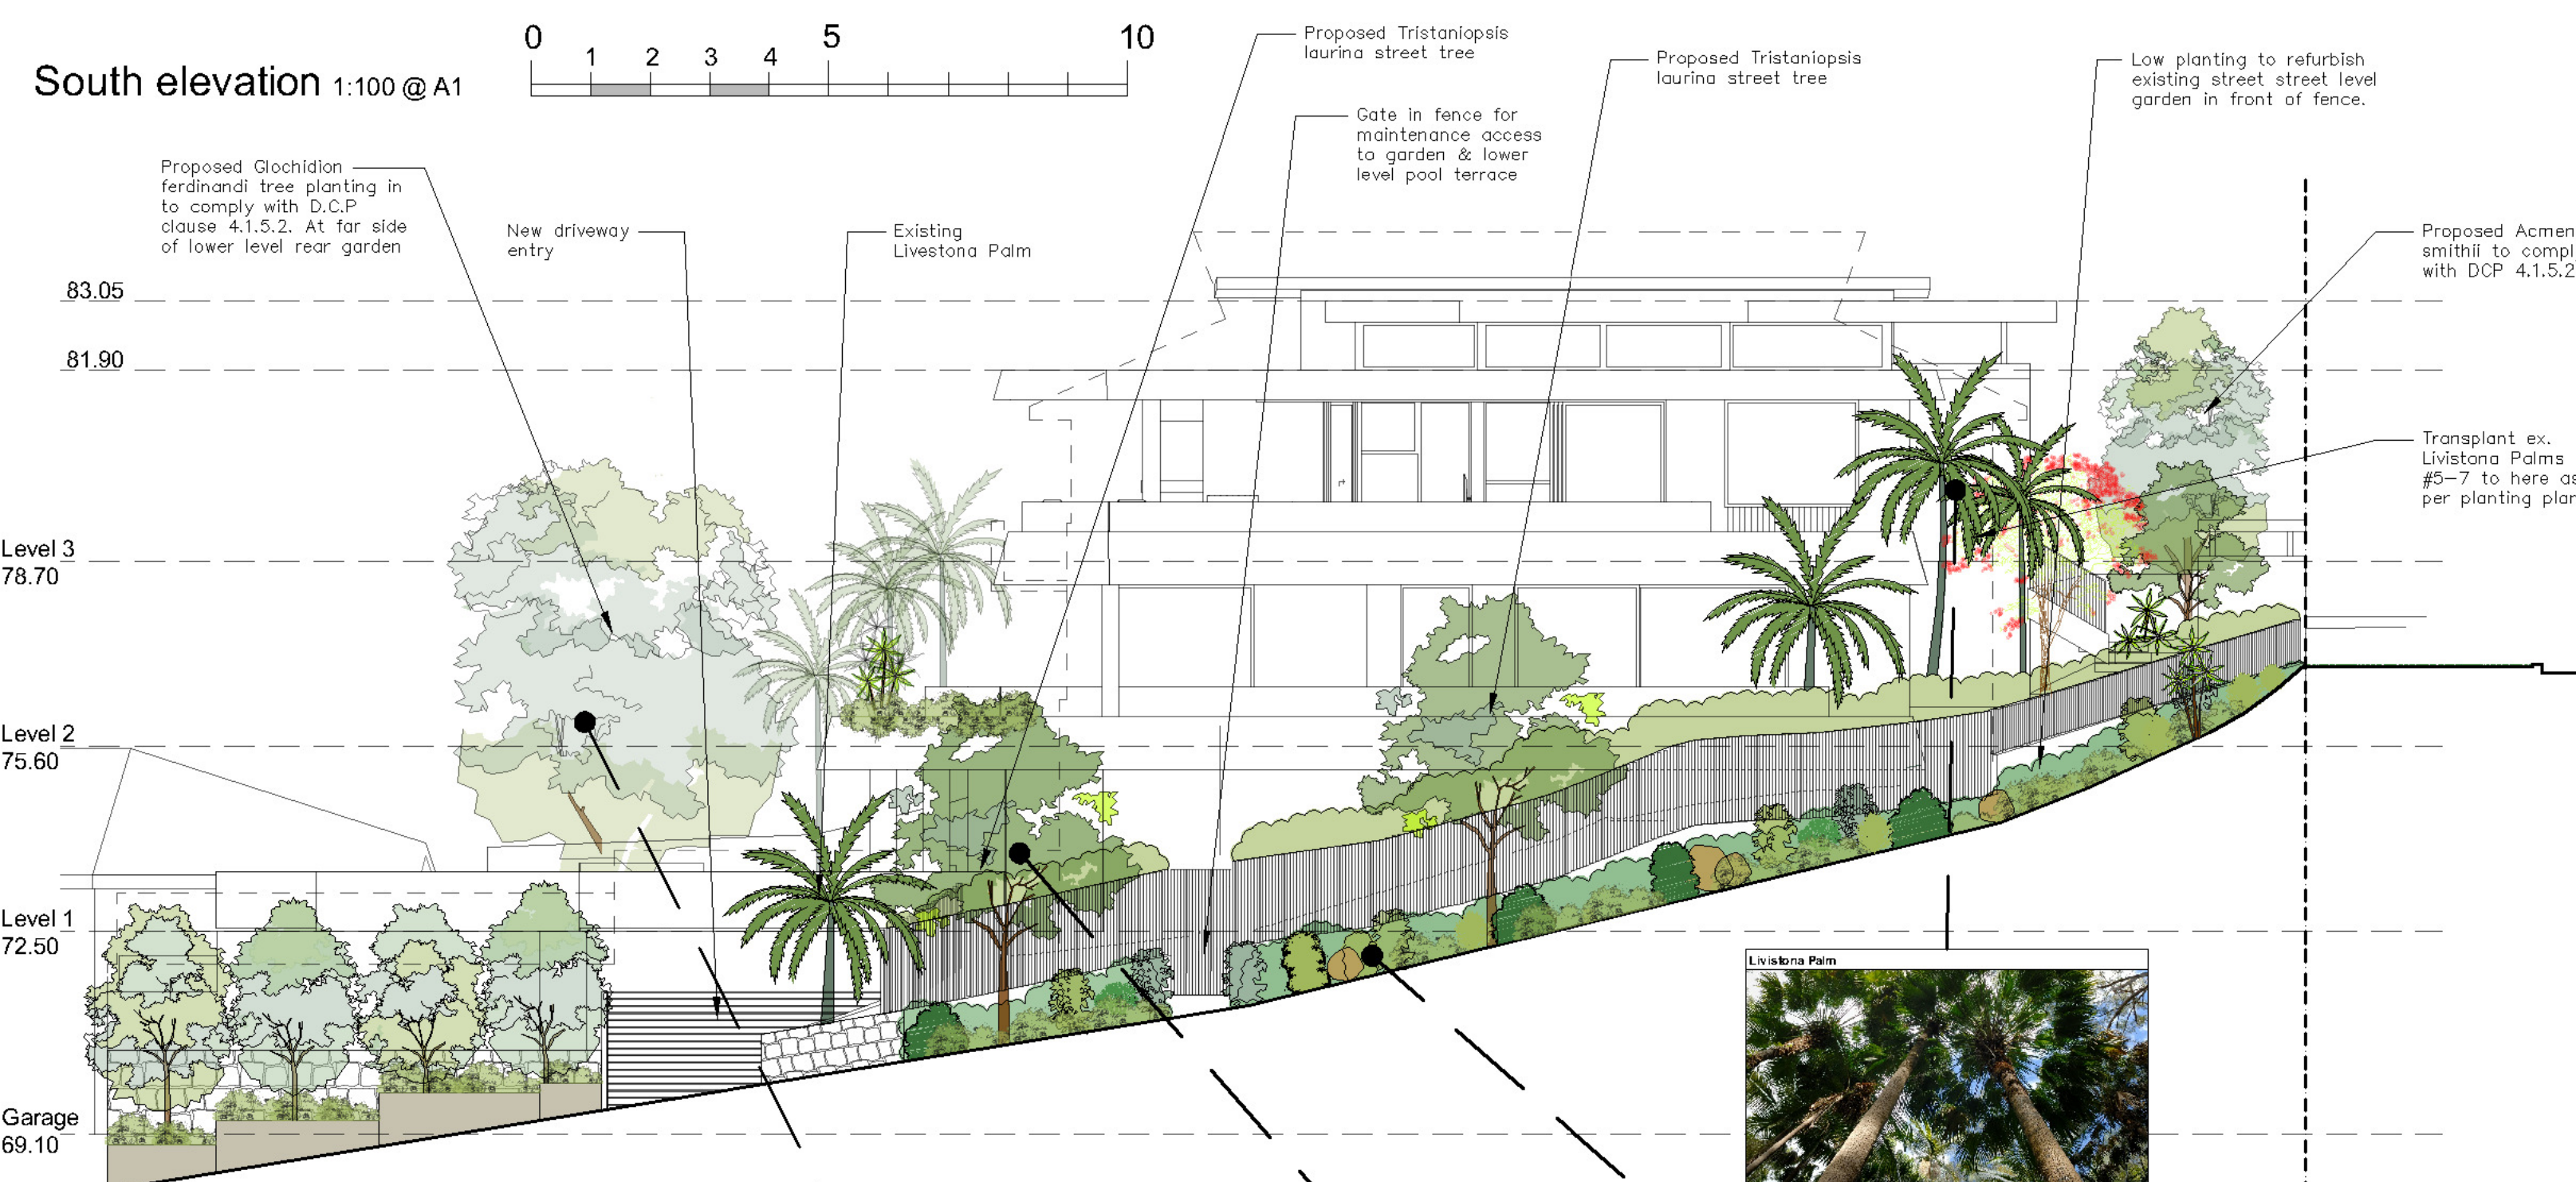 0
5
10
1
2
3
4
South elevation 1:100 @ A1
Proposed Tristaniopsis
laurina street tree
Proposed Tristaniopsis
laurina street tree
Low planting to refurbish
existing street street level
garden in front of fence.
Gate in fence for
maintenance access
to garden & lower
level pool terrace
Proposed Glochidion
ferdinandi tree planting in
to comply with D.C.P
clause 4.1.5.2. At far side
of lower level rear garden
New driveway
entry
Existing
Livestona Palm
Proposed Acmen
smithii to compl
with DCP 4.1.5.2
83.05
81.90
Transplant ex.
Livistona Palms
#5-7 to here as
per planting plan
Level 3
78.70
Level 2
75.60
Level 1
72.50
Livistona Palm
Garage
69.10